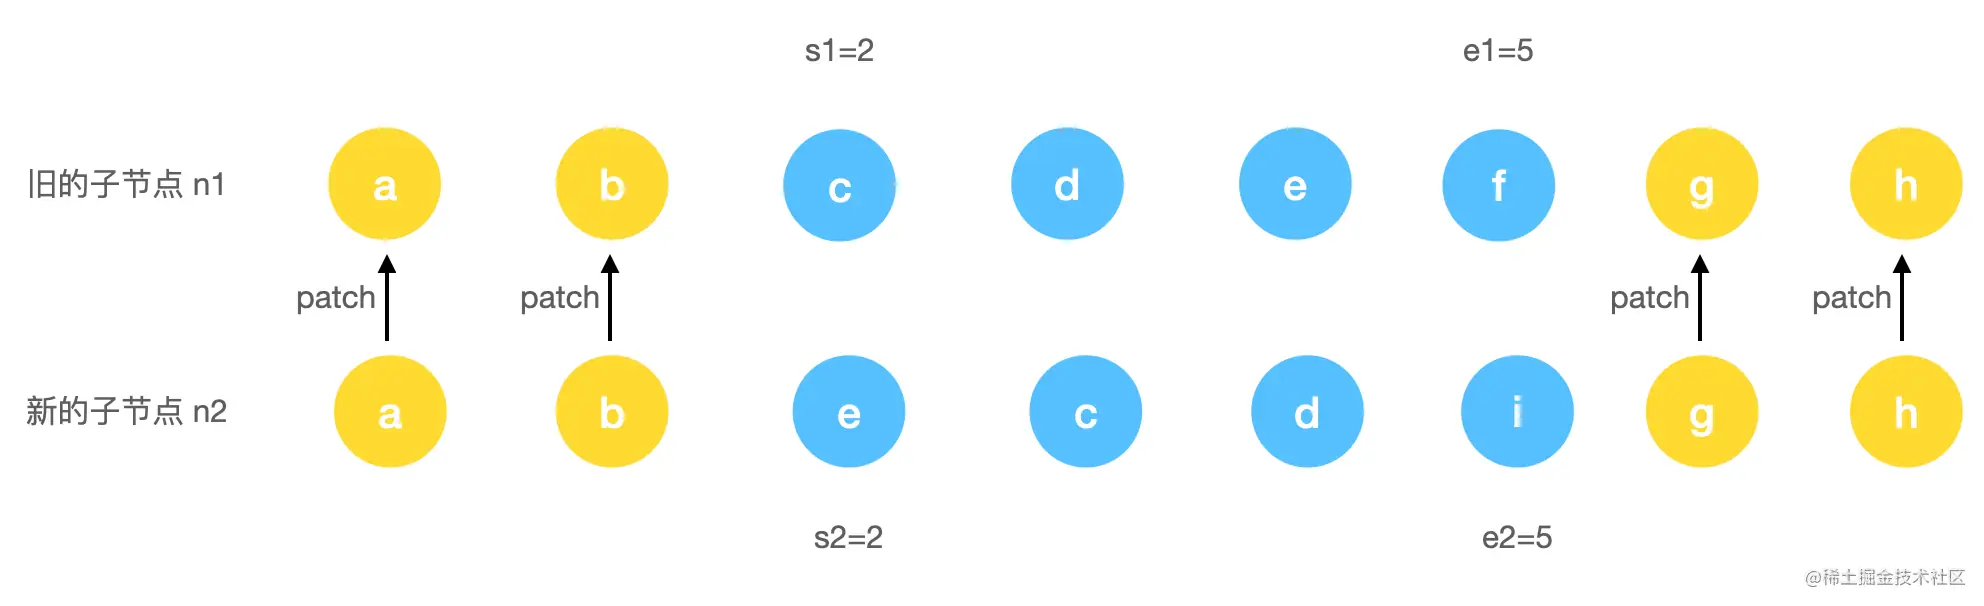 s1=2 e1=5
旧的子节点 n1 a b c d e f g h
patch patch patch patch
新的子节点 n2 a b e c d i g h
s2=2 e2=5
@稀土掘金技术社区